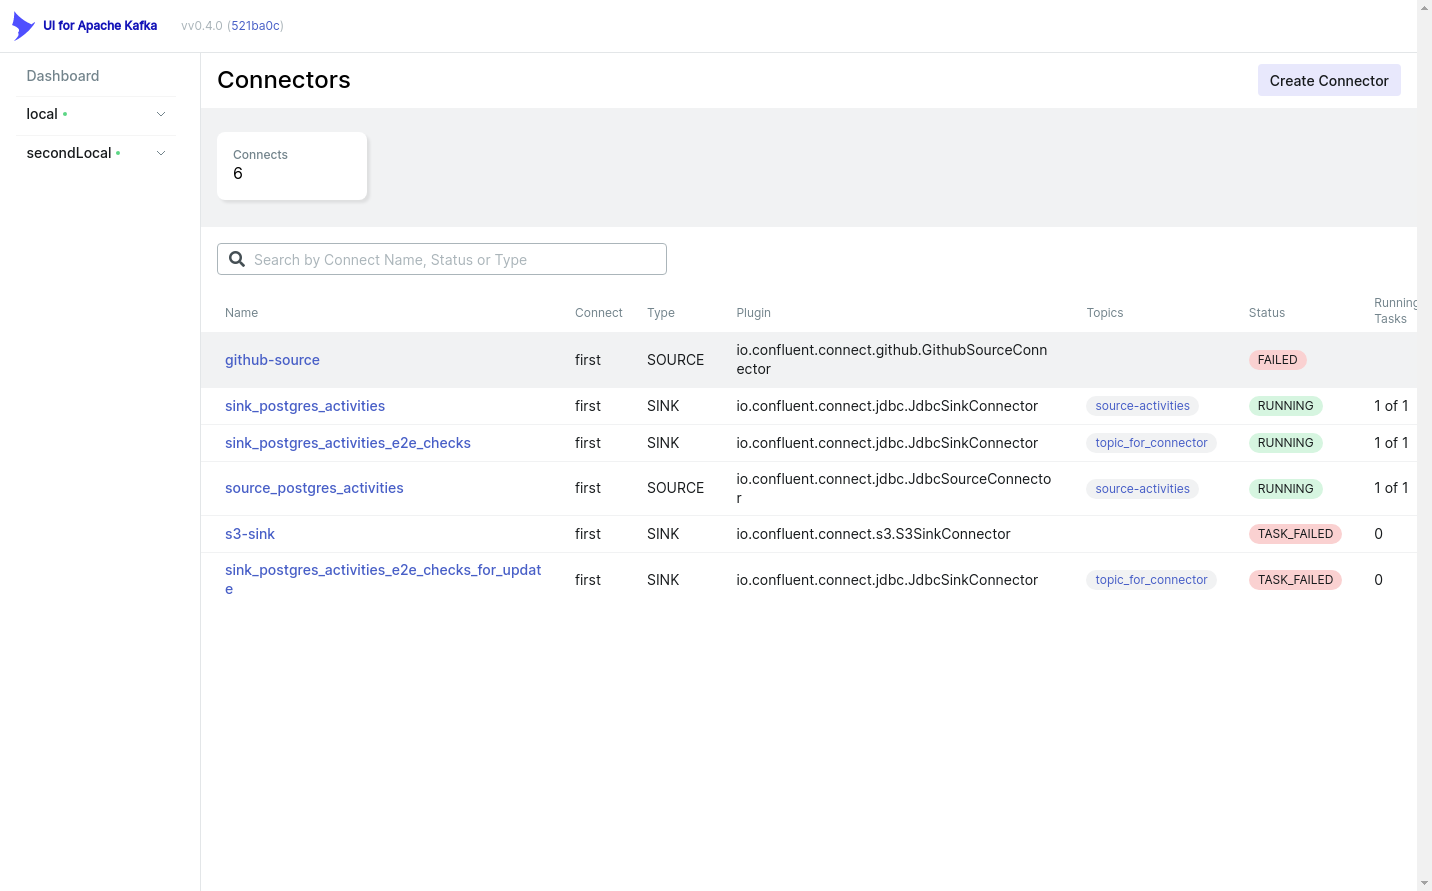 UI for Apache Kafka
vv0.4.0 (521ba0c)
Dashboard
local
secondLocal
Connectors
Create Connector
Connects
6
Search by Connect Name, Status or Type
Name Connect Type Plugin Topics Status Running
Tasks
github-source first SOURCE io.confluent.connect.github.GithubSourceConn
ector FAILED
sink_postgres_activities first SINK io.confluent.connect.jdbc.JdbcSinkConnector source-activities RUNNING 1 of 1
sink_postgres_activities_e2e_checks first SINK io.confluent.connect.jdbc.JdbcSinkConnector topic_for_connector RUNNING 1 of 1
source_postgres_activities first SOURCE io.confluent.connect.jdbc.JdbcSourceConnecto
r source-activities RUNNING 1 of 1
s3-sink first SINK io.confluent.connect.s3.S3SinkConnector TASK_FAILED 0
sink_postgres_activities_e2e_checks_for_updat
e first SINK io.confluent.connect.jdbc.JdbcSinkConnector topic_for_connector TASK_FAILED 0